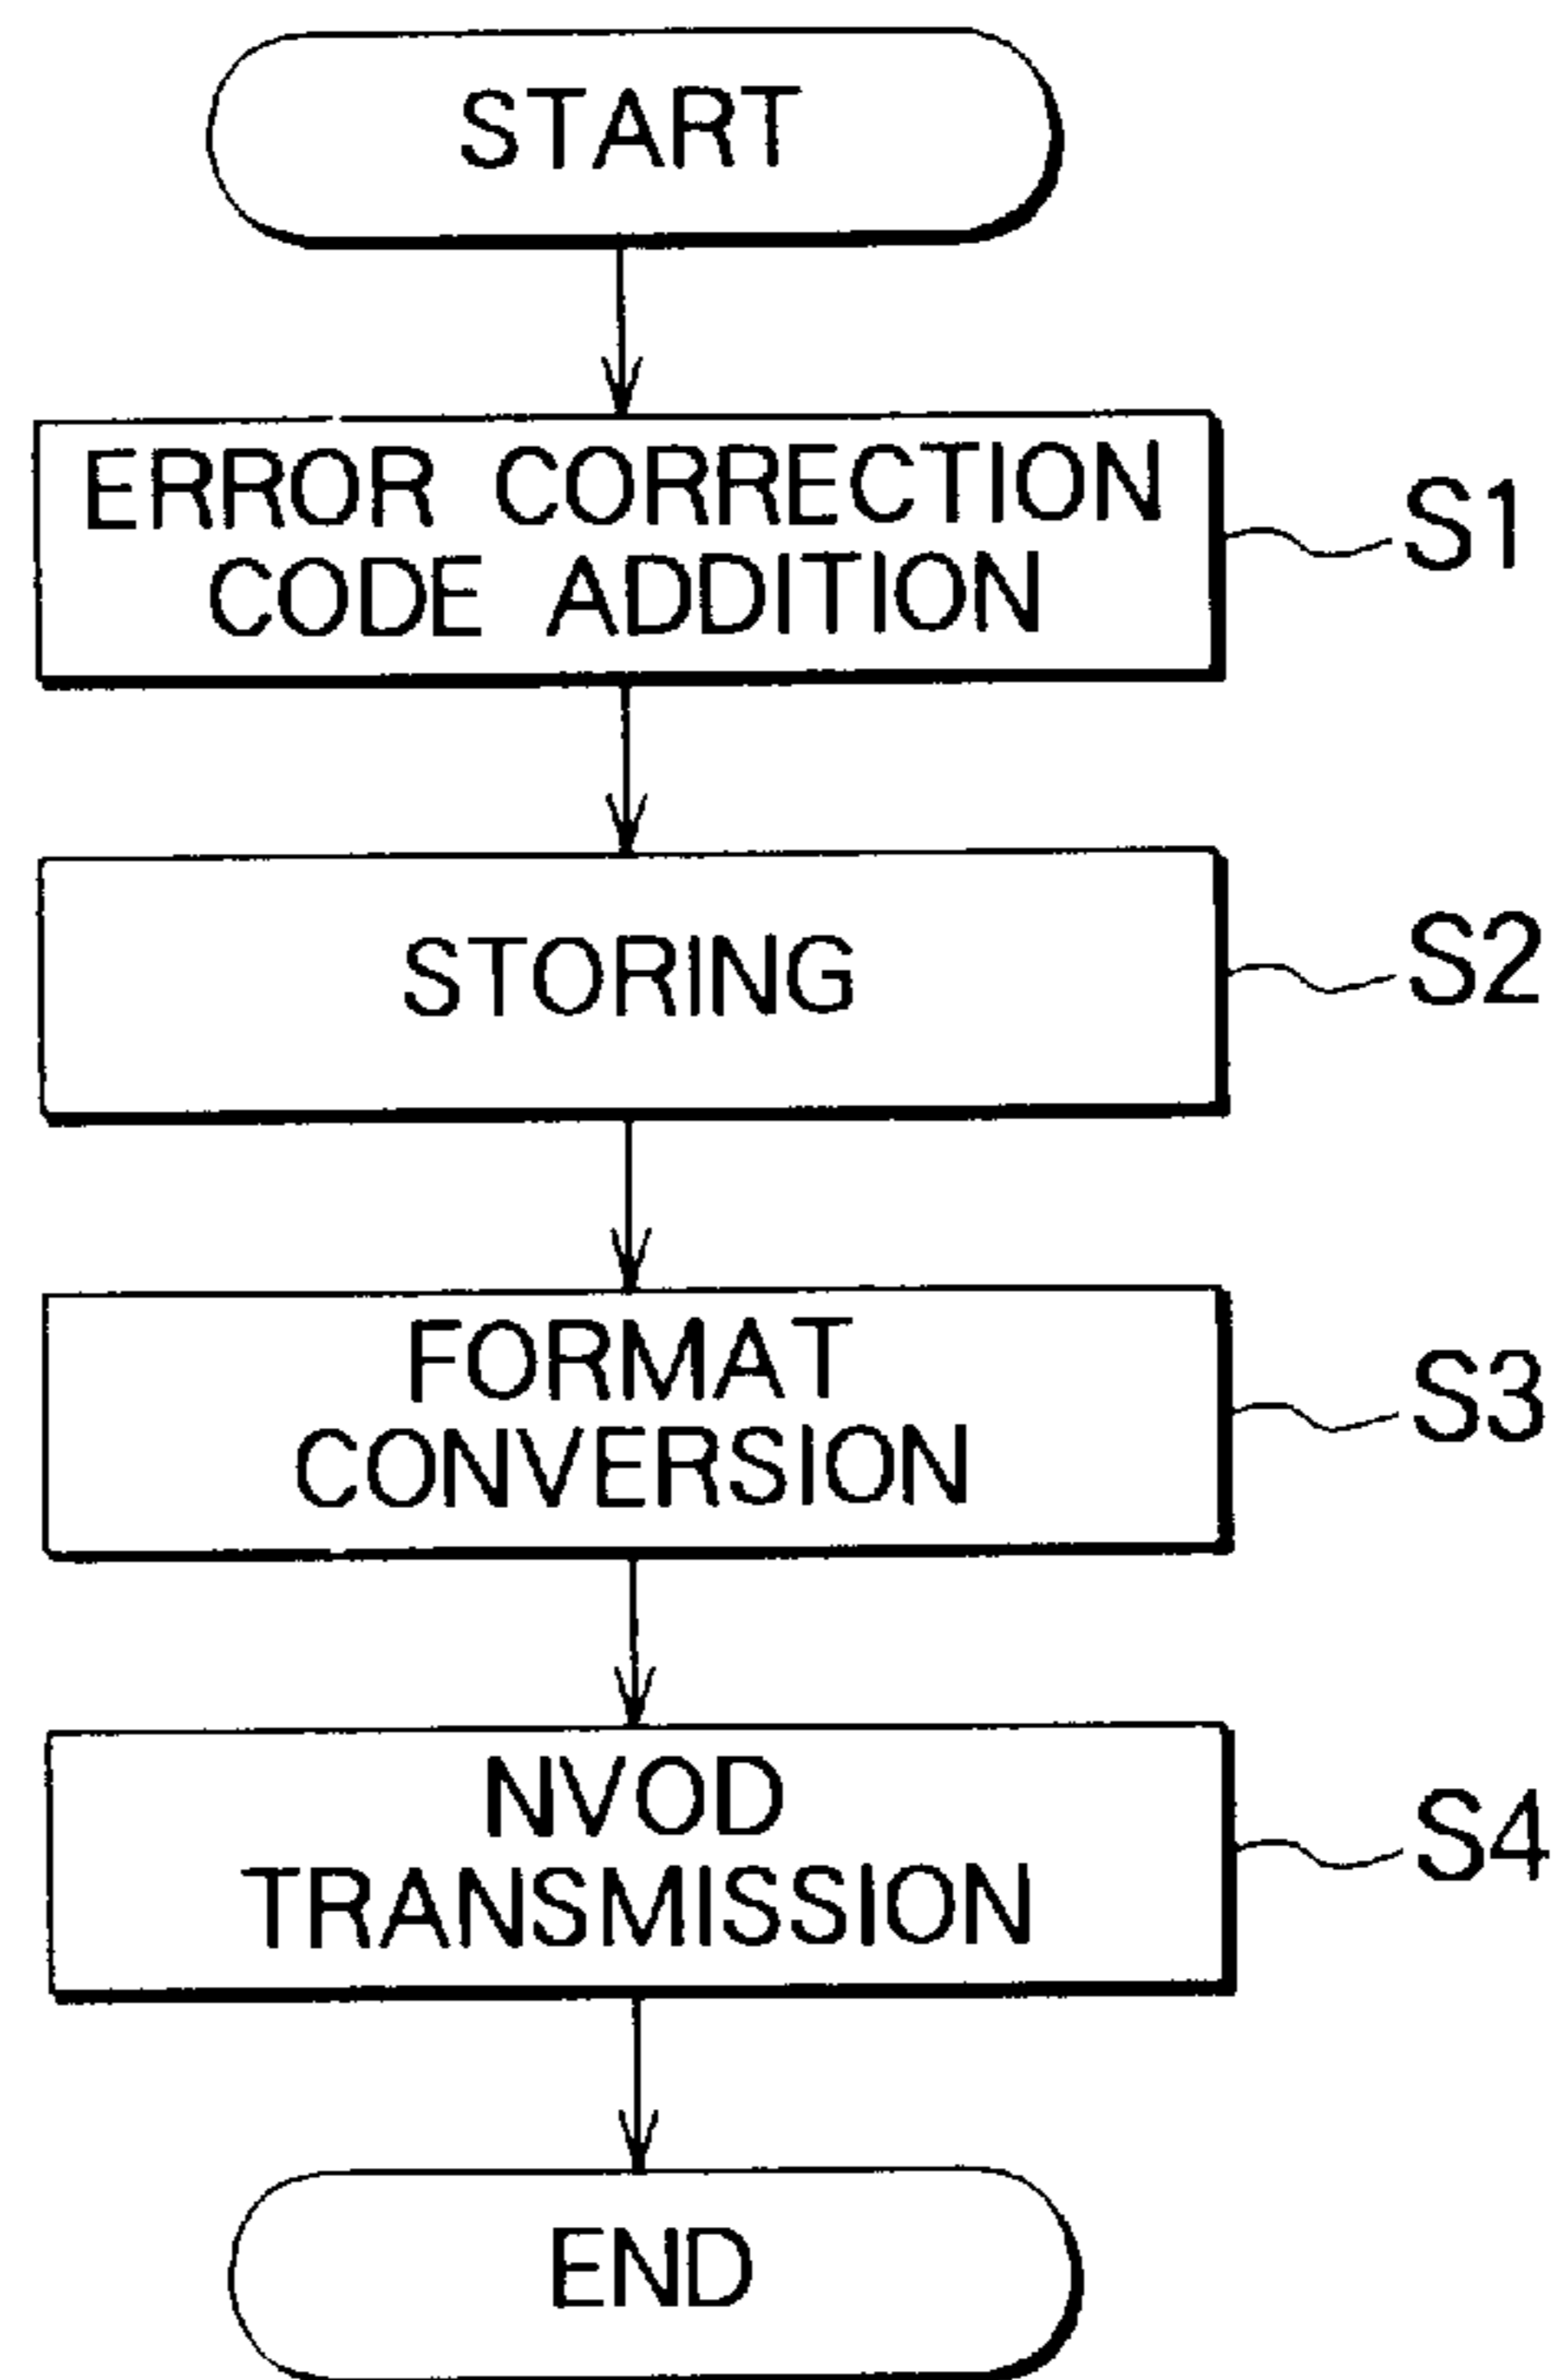 START
ERROR CORRECTION
CODE ADDITION
S1
STORING
S2
FORMAT
CONVERSION
S3
NVOD
TRANSMISSION
S4
END